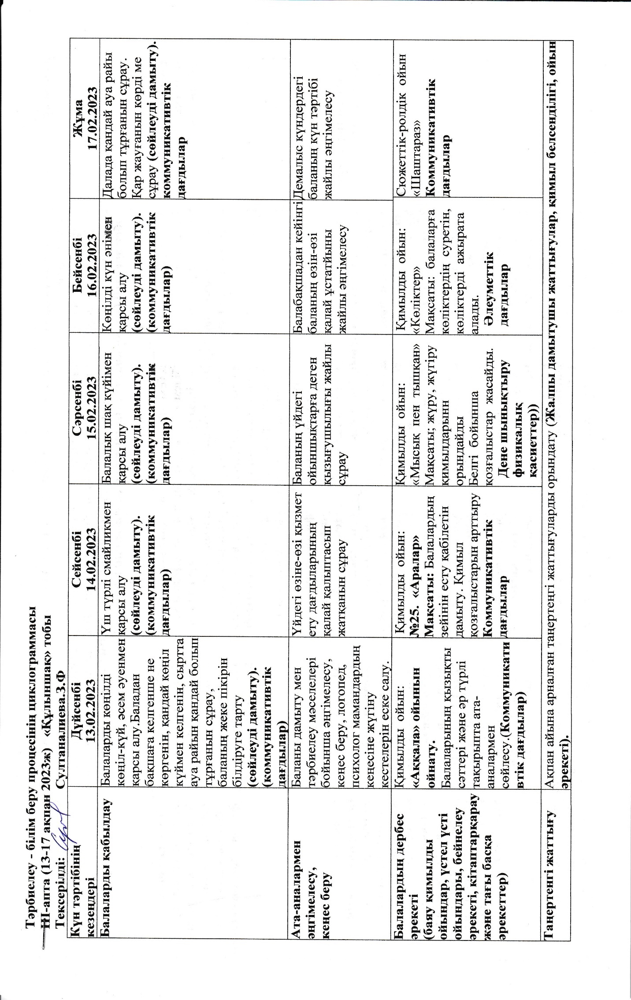 Тәрбиелеу - білім беру процесінің циклограммасы
ІІІ-апта (13-17 ақпан 2023ж) «Құлыншақ» тобы
Тексерілді: Султаналиева.З.Ф
Күн тәртібінің
кезеңдері
Дүйсенбі
13.02.2023
Сейсенбі
14.02.2023
Сәрсенбі
15.02.2023
Бейсенбі
16.02.2023
Жұма
17.02.2023
Балаларды қабылдау
Балаларды көңілді
көңіл-күй, әсем әуенмен
қарсы алу.Баладан
бақшаға келгенше не
көргенін, қандай көңіл
күймен келгенін, сыртта
ауа райын қандай болып
тұрғанын сұрау,
баланың жеке пікірін
білдіруге тарту
(сөйлеуді дамыту).
(коммуникативтік
дағдылар)
Үш түрлі смайликмен
қарсы алу
(сөйлеуді дамыту).
(коммуникативтік
дағдылар)
Балалық шақ күйімен
қарсы алу
(сөйлеуді дамыту).
(коммуникативтік
дағдылар)
Көңілді күн әнімен
қарсы алу
(сөйлеуді дамыту).
(коммуникативтік
дағдылар)
Далада қандай ауа райы
болып тұрғанын сұрау.
Қар жауғанын көрді ме
сұрау (сөйлеуді дамыту).
коммуникативтік
дағдылар
Ата-аналармен
әңгімелесу,
кеңес беру
Баланы дамыту мен
тәрбиелеу мәселелері
бойынша әңгімелесу,
кеңес беру, логопед,
психолог мамандардың
кеңесіне жүгіну
кестелерін еске салу.
Үйдегі өзіне-өзі қызмет
ету дағдыларының
қалай қалыптасып
жатқанын сұрау
Баланың үйдегі
ойыншықтарға деген
қызығушылығы жайлы
сұрау
Балабақшадан кейінгі
баланың өзін-өзі
қалай ұстатйыны
жайлы әңгімелесу
Демалыс күндердегі
баланың күн тәртібі
жайлы әңгімелесу
Балалардың дербес
әрекеті
(баяу қимылды
ойындар, үстел үсті
ойындары, бейнелеу
әрекеті, кітаптарқарау
және тағы басқа
әрекеттер)
Қимылды ойын:
«Аққала» ойынын
ойнату.
Балаларының қызықты
сәттері және әр түрлі
тақырыпта ата-
аналармен
сөйлесу.(Коммуникати
втік дағдылар)
Қимылды ойын:
№25. «Аралар»
Мақсаты: Балалардың
зейінін есту қабілетін
дамыту. Қимыл
қозғалыстарын арттыру
Коммуникативтік
дағдылар
Қимылды ойын:
«Мысық пен тышқан»
Мақсаты; жүру, жүгіру
қимылдарынн
орындайды
Белгі бойынша
қозғалыстар жасайды.
Дене шынықтыру
физикалық
қасиеттер))
Қимылды ойын:
«Көліктер»
Мақсаты: балаларға
көліктердің суретін,
көліктерді ажырата
алады.
Әлеуметтік
дағдылар
Сюжеттік-ролдік ойын
«Шаштараз»
Коммуникативтік
дағдылар
Таңертенгі жаттығу
Ақпан айына арналған таңертеңгі жаттығуларды орындату (Жалпы дамытушы жаттығулар, қимыл белсенділігі, ойын
әрекеті).